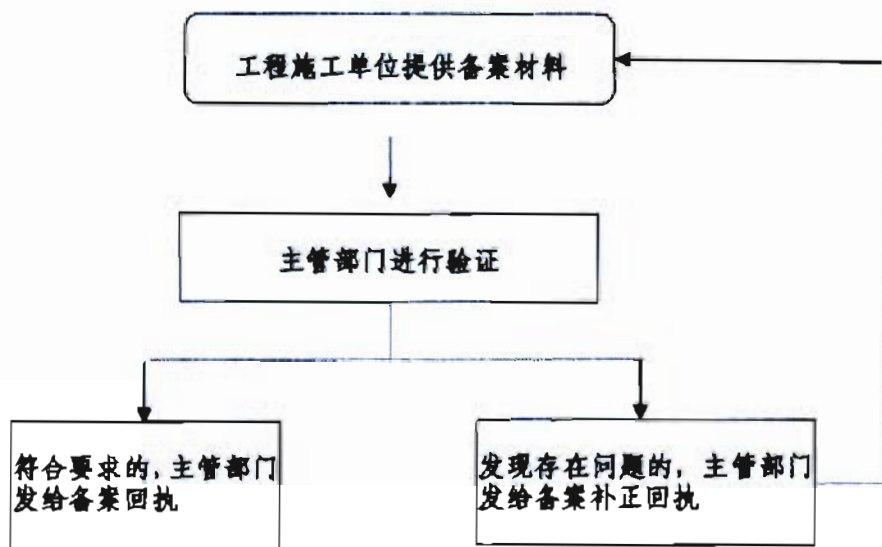 工程施工单位提供备案材料
主管部门进行验证
符合要求的，主管部门
发给备案回执
发现存在问题的，主管部门
发给备案补正回执